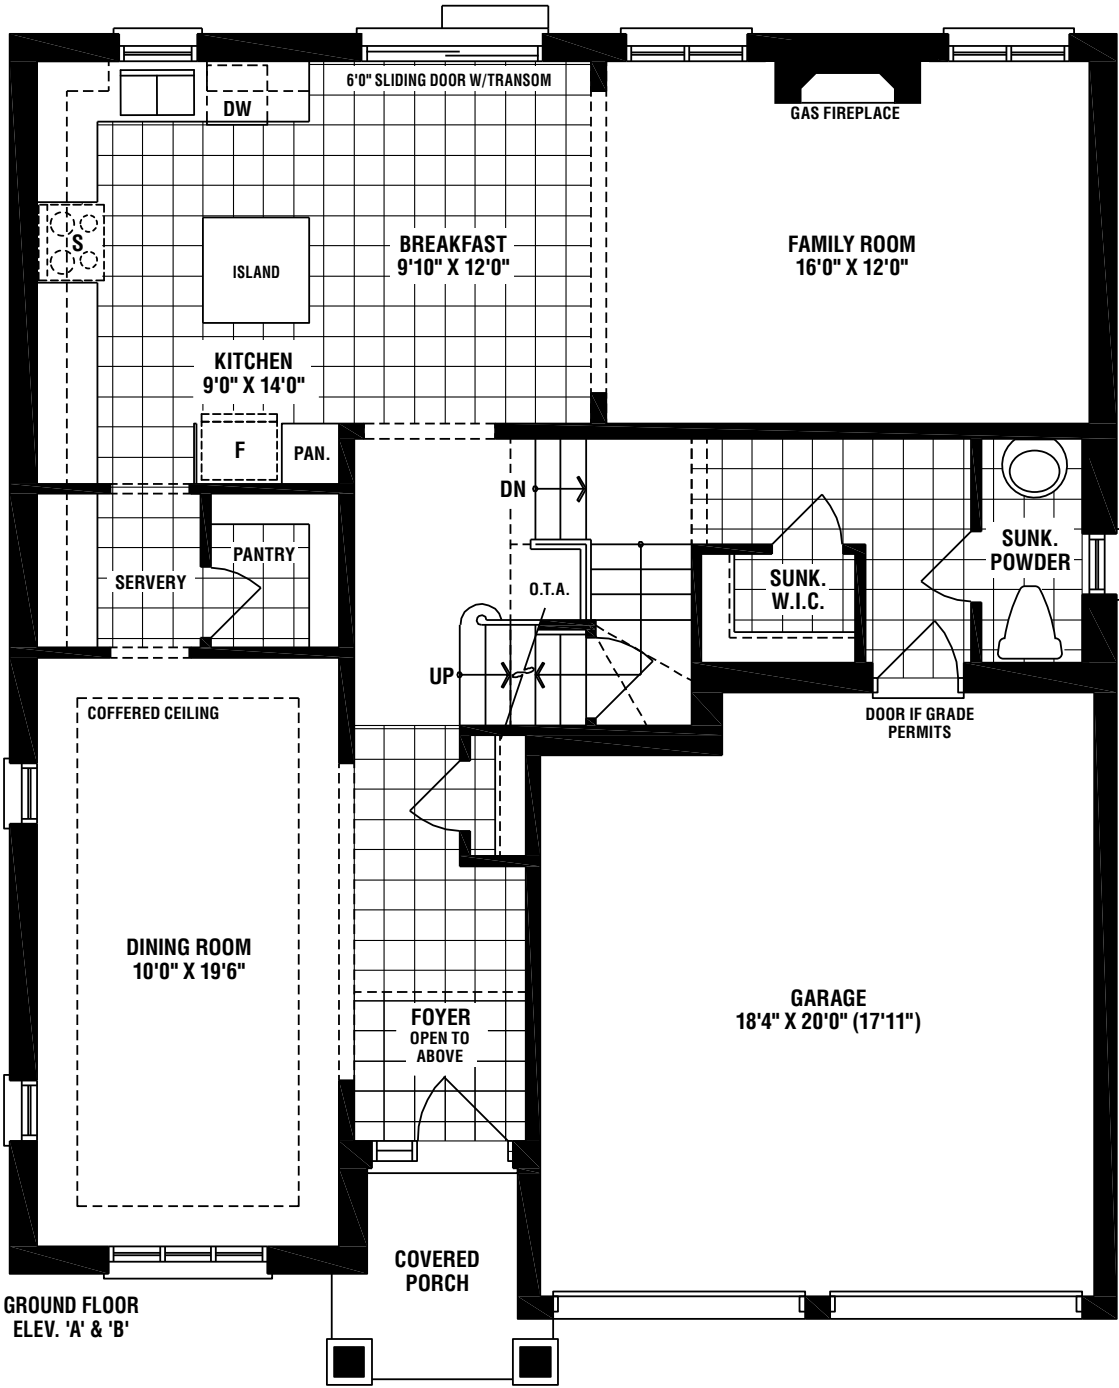 6'0" SLIDING DOOR W/TRANSOM
DW
GAS FIREPLACE
S
ISLAND
BREAKFAST
9'10" X 12'0"
FAMILY ROOM
16'0" X 12'0"
KITCHEN
9'0" X 14'0"
F
PAN.
DN
PANTRY
SERVERY
O.T.A.
SUNK.
W.I.C.
SUNK.
POWDER
UP
COFFERED CEILING
DOOR IF GRADE
PERMITS
DINING ROOM
10'0" X 19'6"
GARAGE
18'4" X 20'0" (17'11")
FOYER
OPEN TO
ABOVE
COVERED
PORCH
GROUND FLOOR
ELEV. 'A' & 'B'